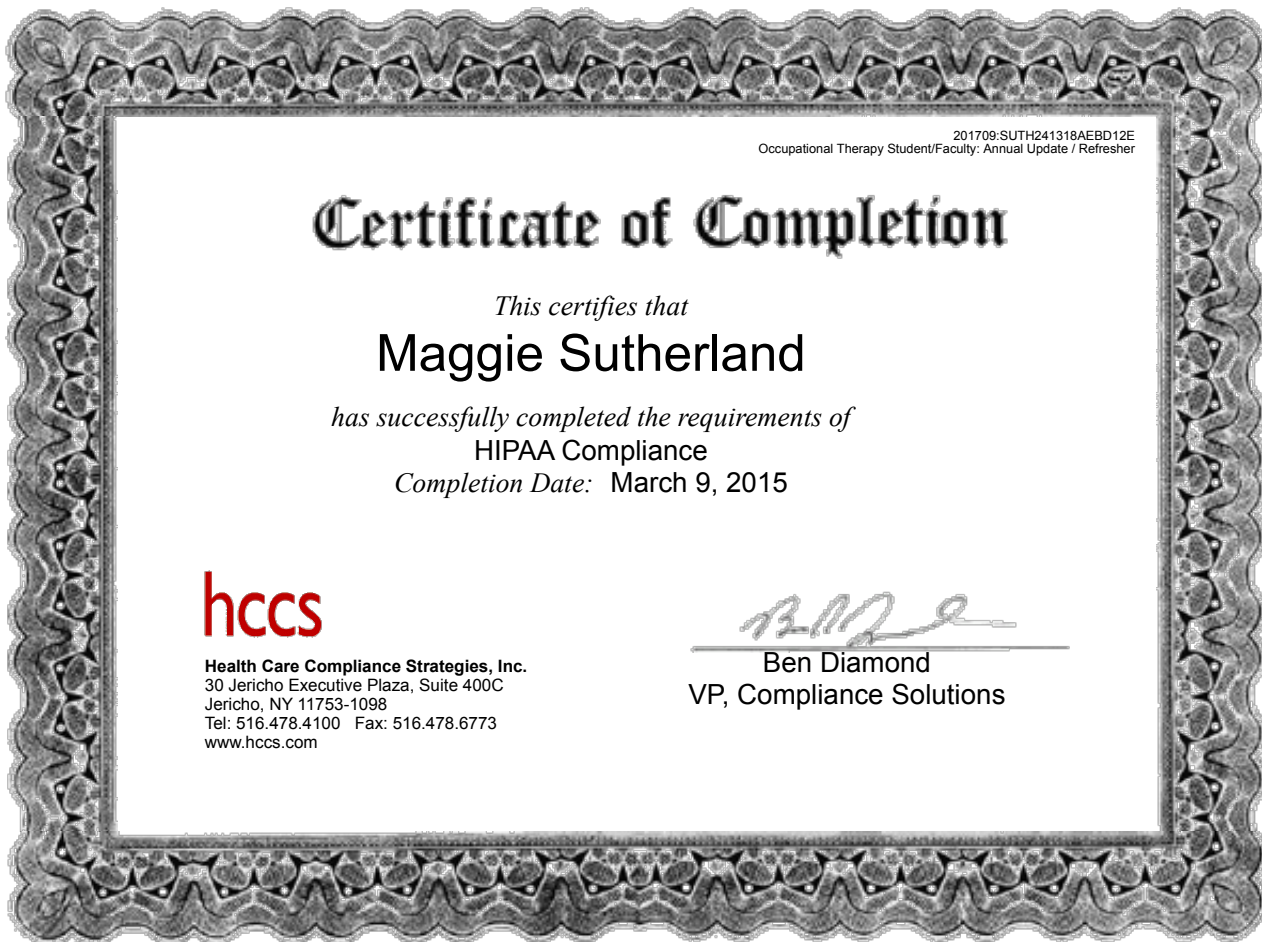 201709:SUTH241318AEBD12E
Occupational Therapy Student/Faculty: Annual Update / Refresher
Certificate of Completion
This certifies that
Maggie Sutherland
has successfully completed the requirements of
HIPAA Compliance
Completion Date: March 9, 2015
hccs
Health Care Compliance Strategies, Inc.
30 Jericho Executive Plaza, Suite 400C
Jericho, NY 11753-1098
Tel: 516.478.4100 Fax: 516.478.6773
www.hccs.com
Ben Diamond
VP, Compliance Solutions